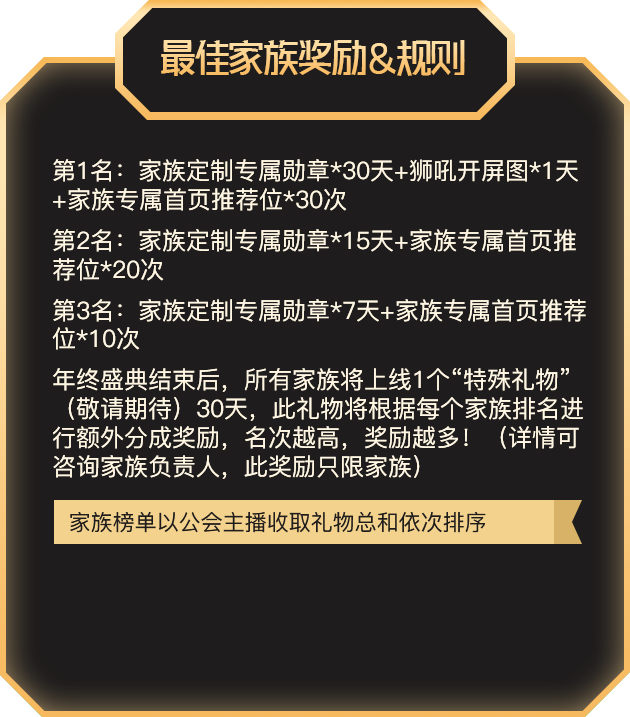 最佳家族奖励&规则
第1名：家族定制专属勋章*30天+狮吼开屏图*1天
+家族专属首页推荐位*30次
第2名：家族定制专属勋章*15天+家族专属首页推
荐位*20次
第3名：家族定制专属勋章*7天+家族专属首页推荐
位*10次
年终盛典结束后，所有家族将上线1个“特殊礼物”
（敬请期待）30天，此礼物将根据每个家族排名进
行额外分成奖励，名次越高，奖励越多！（详情可
咨询家族负责人，此奖励只限家族）
家族榜单以公会主播收取礼物总和依次排序